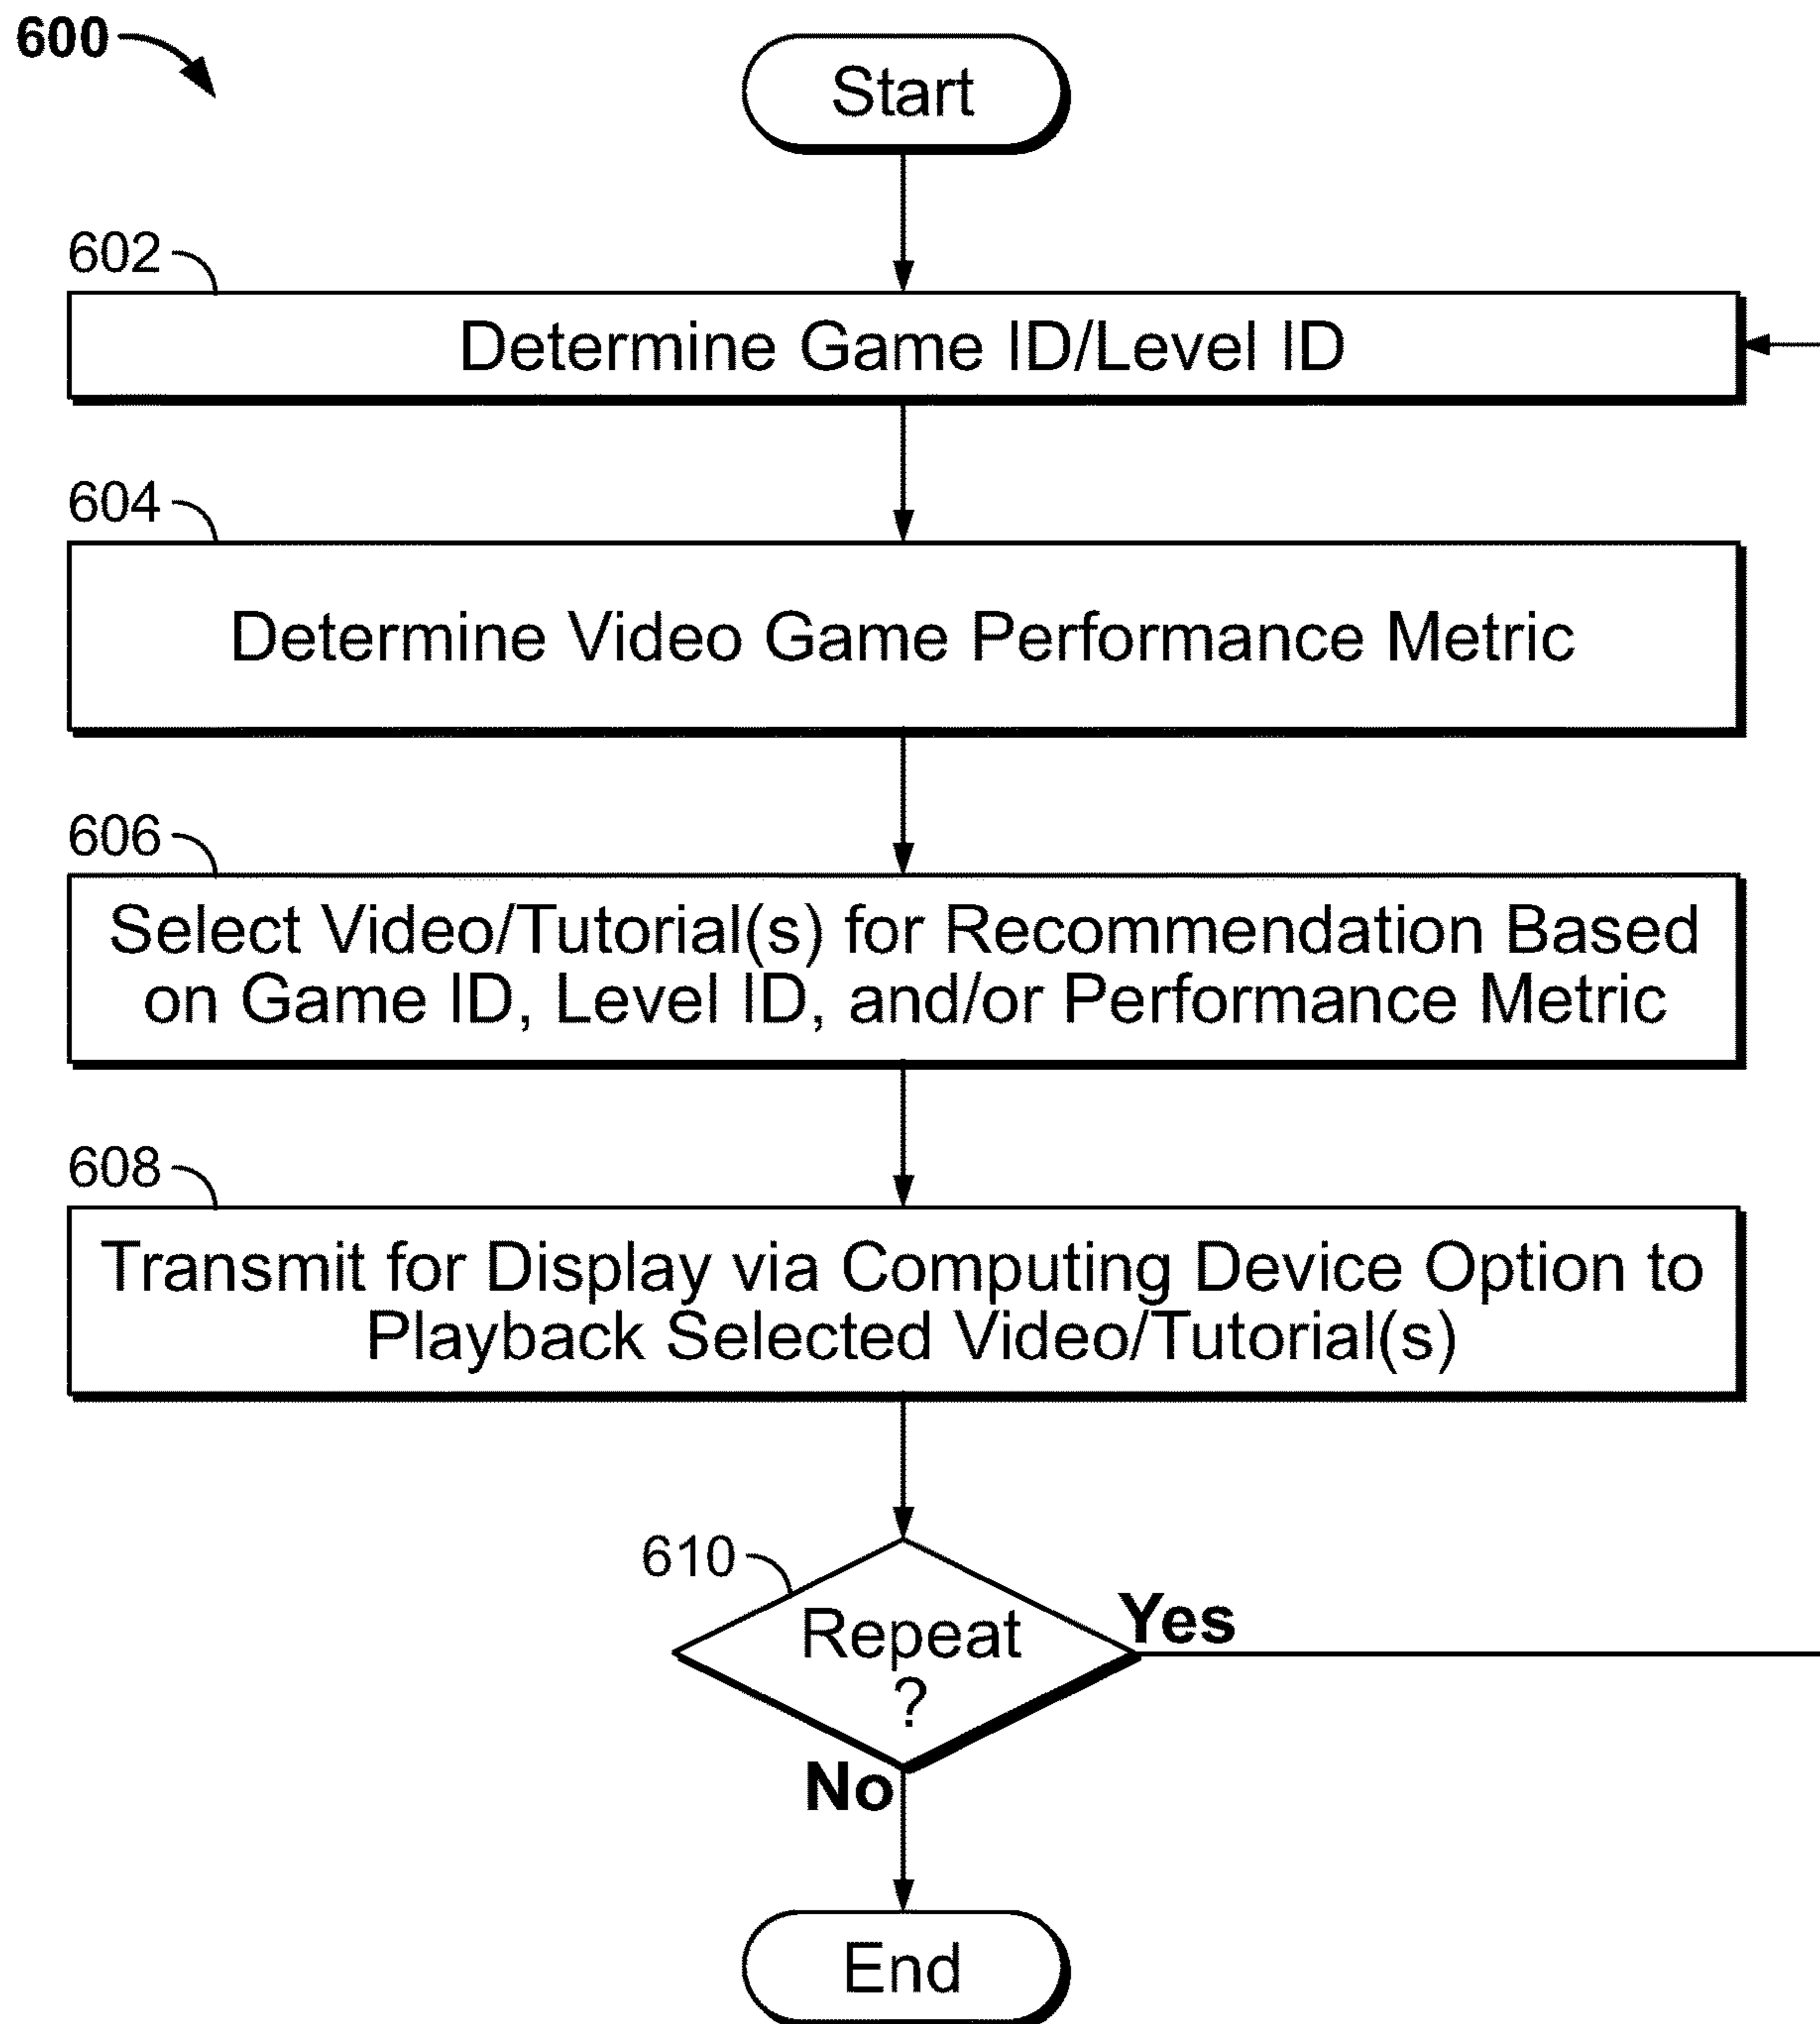 600
Start
602
Determine Game ID/Level ID
604
Determine Video Game Performance Metric
606
Select Video/Tutorial(s) for Recommendation Based
on Game ID, Level ID, and/or Performance Metric
608
Transmit for Display via Computing Device Option to
Playback Selected Video/Tutorial(s)
610
Repeat
?
Yes
No
End